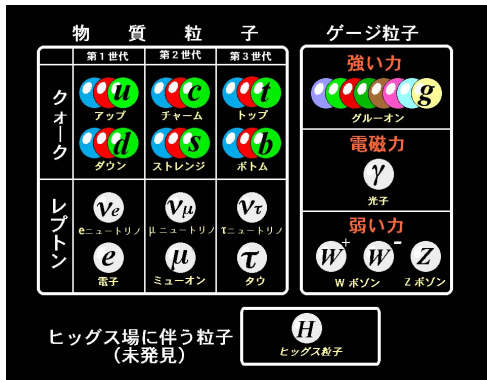 物 質 粒 子
第1世代 第2世代 第3世代
クォーク
u c t
アップ チャーム トップ
d s b
ダウン ストレンジ ボトム
レプトン
νe νμ ντ
eニュートリノ μニュートリノ τニュートリノ
e μ τ
電子 ミューオン タウ
ゲージ粒子
強い力
g
グルーオン
電磁力
γ
光子
弱い力
W+ W- Z
Wボゾン Zボゾン
ヒッグス場に伴う粒子
(未発見)
H
ヒッグス粒子